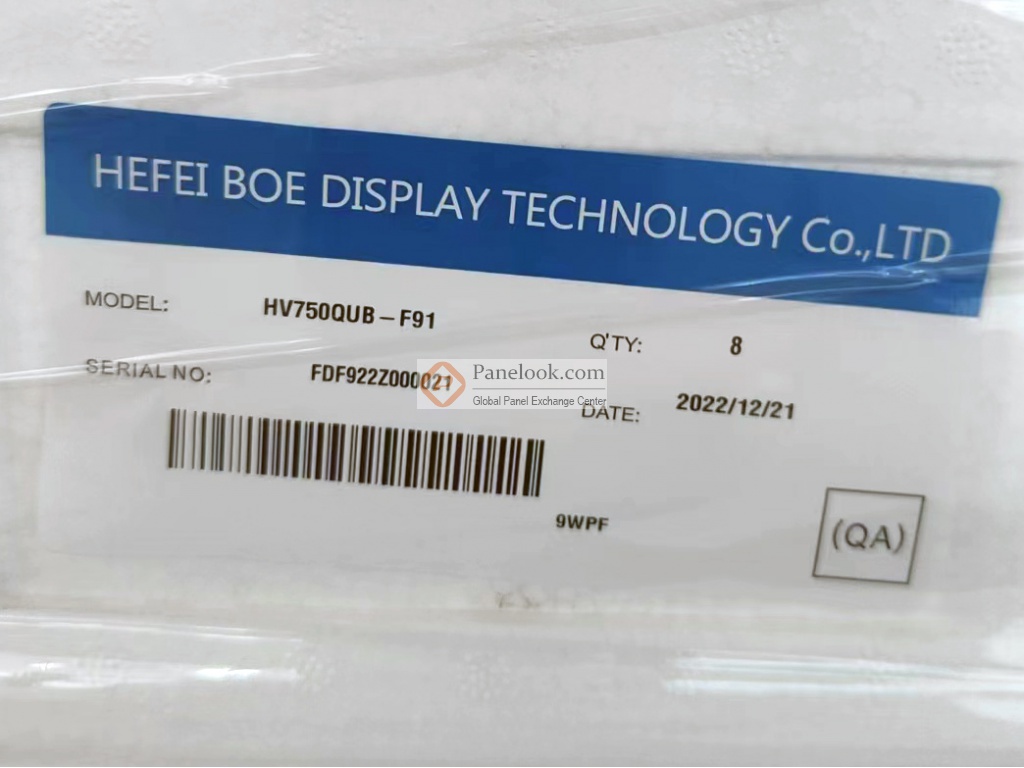 HEFEI BOE DISPLAY TECHNOLOGY Co.,LTD
MODEL: HV750QUB-F91
Q'TY: 8
SERIAL NO: FDF922Z000021
Panelook.com
Global Panel Exchange Center
DATE: 2022/12/21
9WPF
(QA)